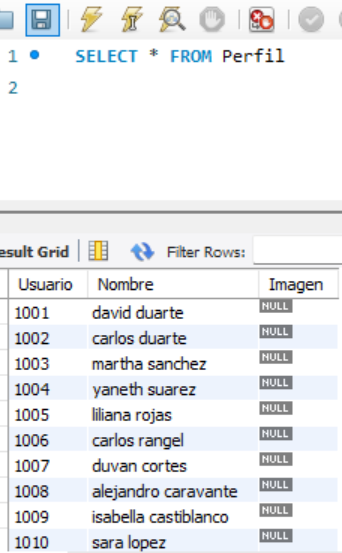 1 SELECT * FROM Perfil
2
esult Grid Filter Rows:
Usuario Nombre Imagen
1001 david duarte NULL
1002 carlos duarte NULL
1003 martha sanchez NULL
1004 yaneth suarez NULL
1005 liliana rojas NULL
1006 carlos rangel NULL
1007 duvan cortes NULL
1008 alejandro caravante NULL
1009 isabella castiblanco NULL
1010 sara lopez NULL